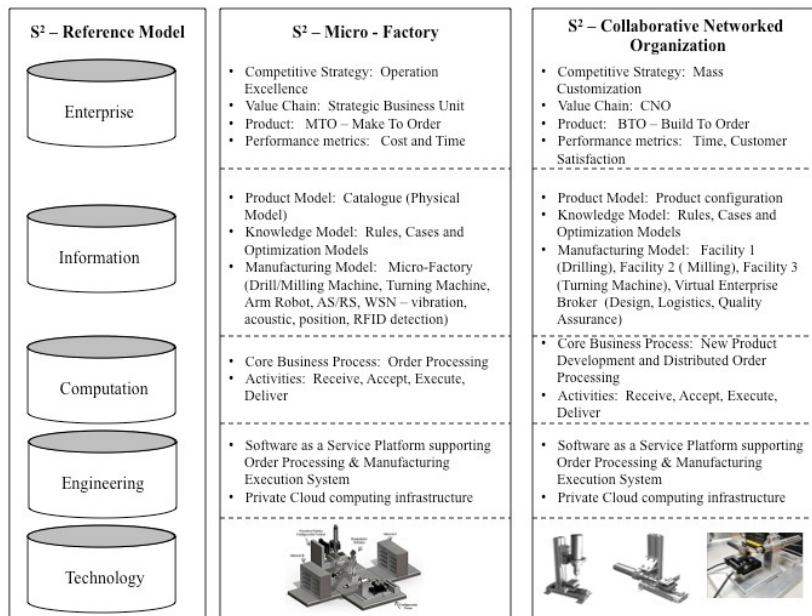 S² – Reference Model
Enterprise
Information
Computation
Engineering
Technology
S² – Micro - Factory
• Competitive Strategy: Operation
Excellence
• Value Chain: Strategic Business Unit
• Product: MTO – Make To Order
• Performance metrics: Cost and Time
• Product Model: Catalogue (Physical
Model)
• Knowledge Model: Rules, Cases and
Optimization Models
• Manufacturing Model: Micro-Factory
(Drill/Milling Machine, Turning Machine,
Arm Robot, AS/RS, WSN – vibration,
acoustic, position, RFID detection)
• Core Business Process: Order Processing
• Activities: Receive, Accept, Execute,
Deliver
• Software as a Service Platform supporting
Order Processing & Manufacturing
Execution System
• Private Cloud computing infrastructure
S² – Collaborative Networked
Organization
• Competitive Strategy: Mass
Customization
• Value Chain: CNO
• Product: BTO – Build To Order
• Performance metrics: Time, Customer
Satisfaction
• Product Model: Product configuration
• Knowledge Model: Rules, Cases and
Optimization Models
• Manufacturing Model: Facility 1
(Drilling), Facility 2 ( Milling), Facility 3
(Turning Machine), Virtual Enterprise
Broker (Design, Logistics, Quality
Assurance)
• Core Business Process: New Product
Development and Distributed Order
Processing
• Activities: Receive, Accept, Execute,
Deliver
• Software as a Service Platform supporting
Order Processing & Manufacturing
Execution System
• Private Cloud computing infrastructure